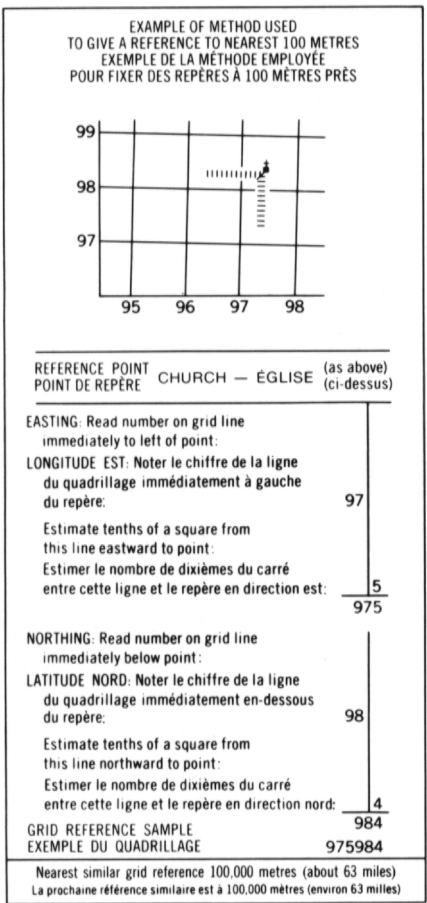 EXAMPLE OF METHOD USED
TO GIVE A REFERENCE TO NEAREST 100 METRES
EXEMPLE DE LA MÉTHODE EMPLOYÉE
POUR FIXER DES REPÈRES À 100 MÈTRES PRÈS
99
98
97
95 96 97 98
REFERENCE POINT
POINT DE REPÈRE
CHURCH — ÉGLISE
(as above)
(ci-dessus)
EASTING: Read number on grid line
immediately to left of point:
LONGITUDE EST: Noter le chiffre de la ligne
du quadrillage immédiatement à gauche
du repère: 97
Estimate tenths of a square from
this line eastward to point:
Estimer le nombre de dixièmes du carré
entre cette ligne et le repère en direction est: 5
975
NORTHING: Read number on grid line
immediately below point:
LATITUDE NORD: Noter le chiffre de la ligne
du quadrillage immédiatement en-dessous
du repère: 98
Estimate tenths of a square from
this line northward to point:
Estimer le nombre de dixièmes du carré
entre cette ligne et le repère en direction nord: 4
984
GRID REFERENCE SAMPLE
EXEMPLE DU QUADRILLAGE 975984
Nearest similar grid reference 100,000 metres (about 63 miles)
La prochaine référence similaire est à 100,000 mètres (environ 63 milles)